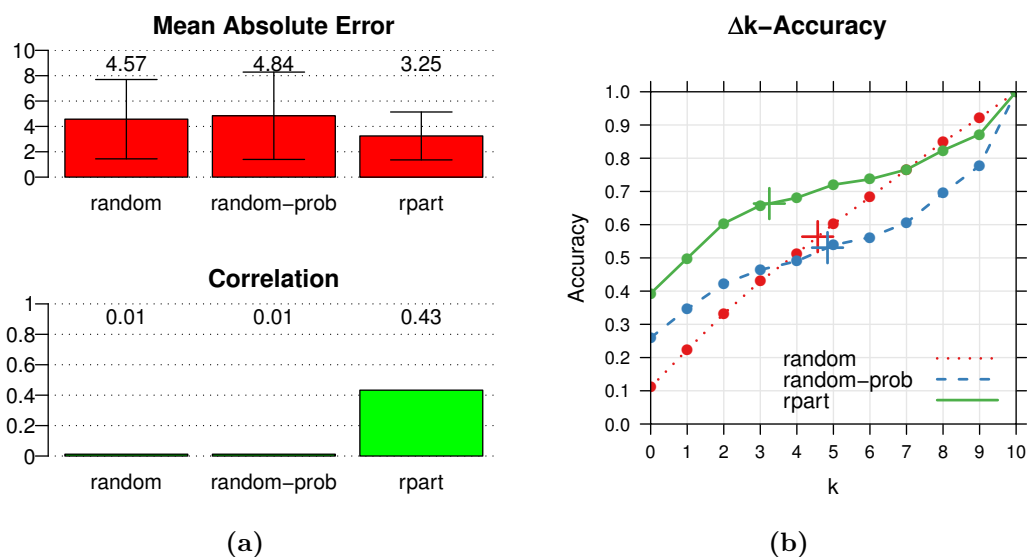 Mean Absolute Error
10
8
6
4
2
0
4.57 4.84 3.25
random random-prob rpart
Correlation
1
0.8
0.6
0.4
0.2
0
0.01 0.01 0.43
random random-prob rpart
(a)
Δk-Accuracy
Accuracy
1.0
0.9
0.8
0.7
0.6
0.5
0.4
0.3
0.2
0.1
0.0
random
random-prob
rpart
0 1 2 3 4 5 6 7 8 9 10
k
(b)